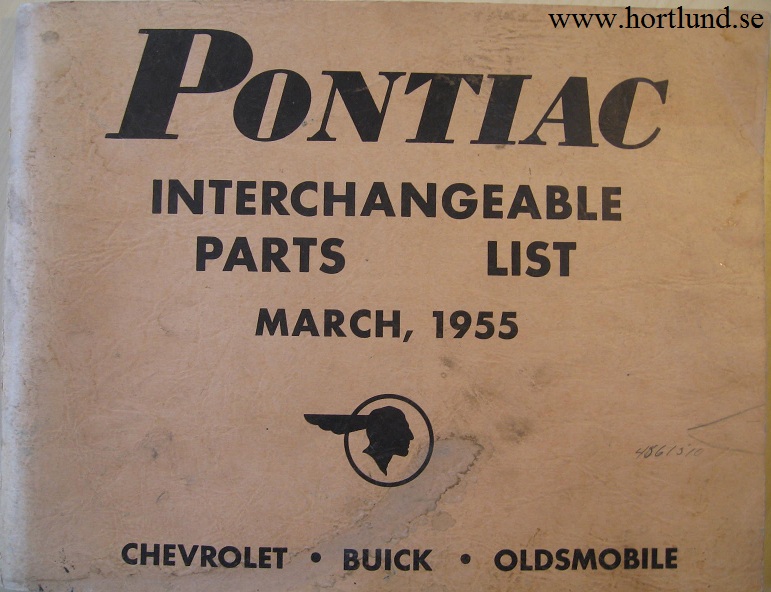 www.hortlund.se
PONTIAC
INTERCHANGEABLE
PARTS LIST
MARCH, 1955
CHEVROLET • BUICK • OLDSMOBILE